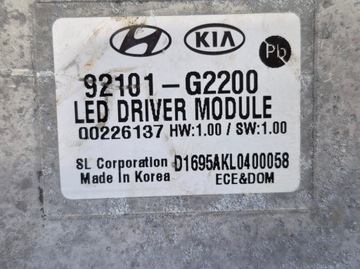 KIA
Pb
92101-G2200
LED DRIVER MODULE
00226137 HW:1.00 / SW:1.00
SL Corporation D1695AKL0400058
Made In Korea ECE&DOM